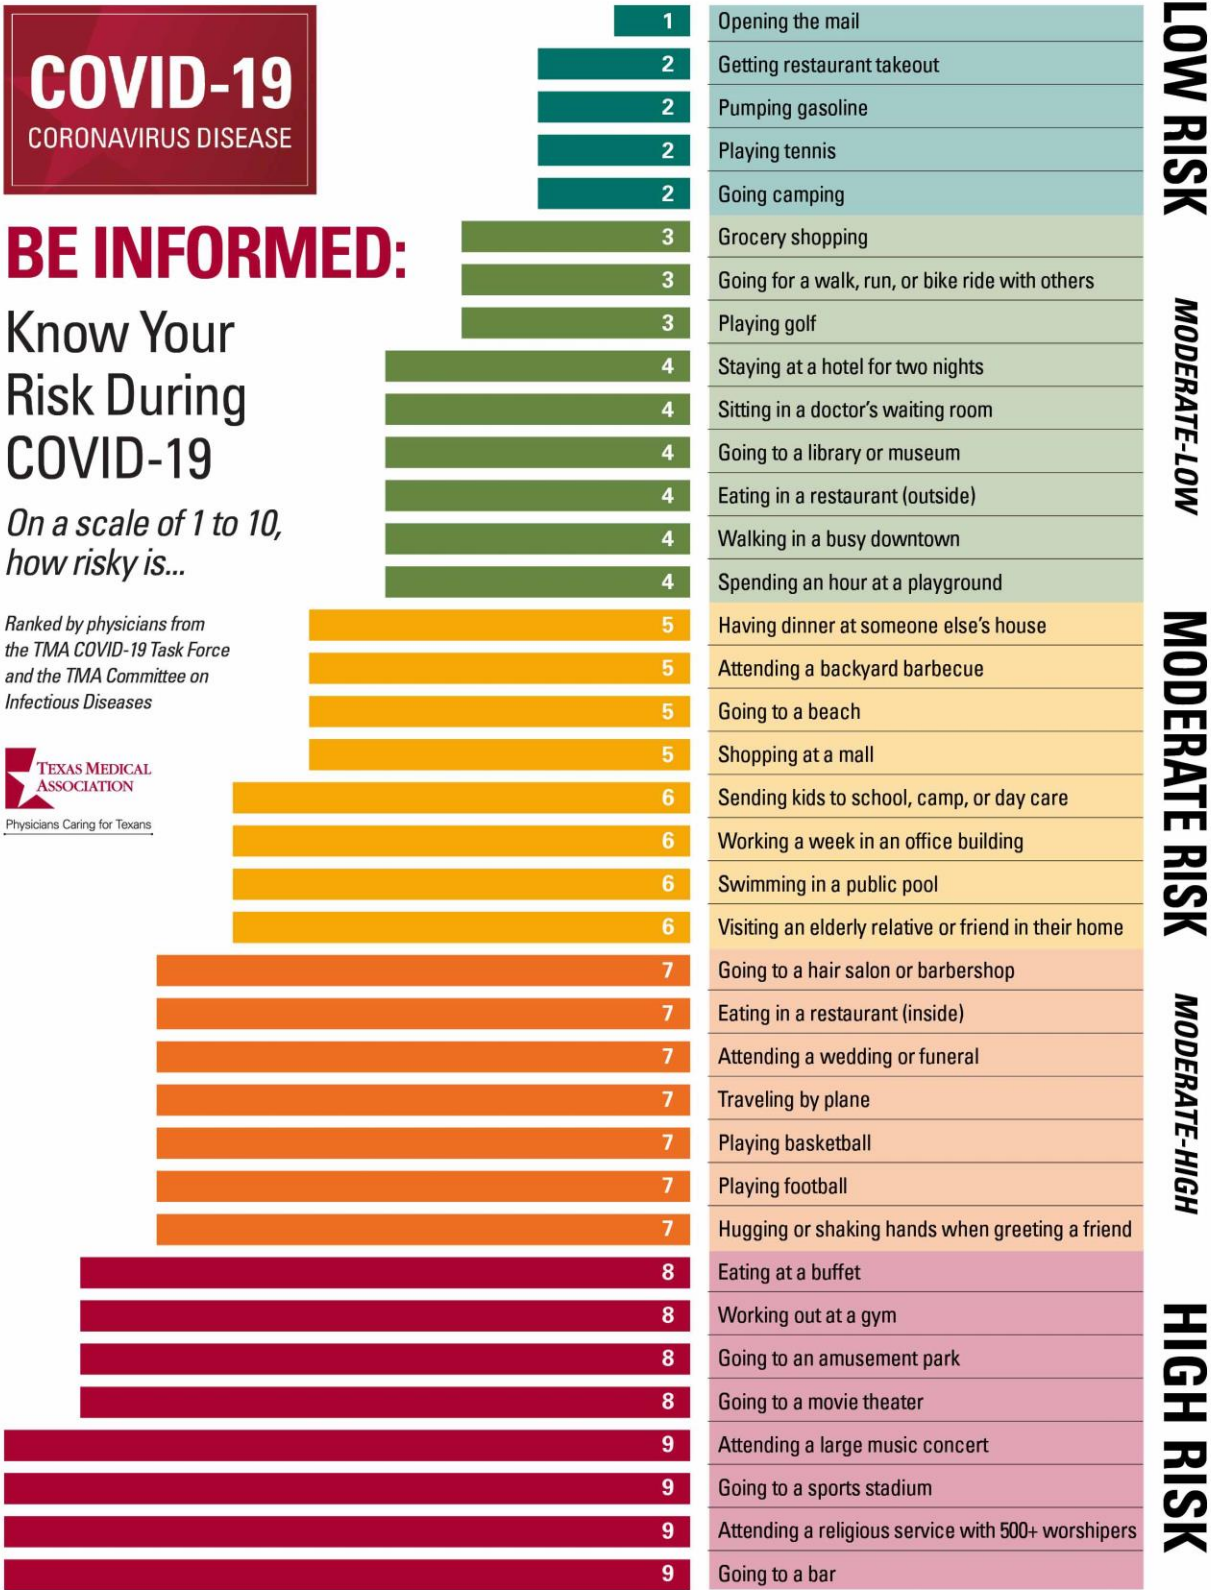 COVID-19
CORONAVIRUS DISEASE
BE INFORMED:
Know Your
Risk During
COVID-19
On a scale of 1 to 10,
how risky is...
Ranked by physicians from
the TMA COVID-19 Task Force
and the TMA Committee on
Infectious Diseases
TEXAS MEDICAL
ASSOCIATION
Physicians Caring for Texans
LOW RISK
1 Opening the mail
2 Getting restaurant takeout
2 Pumping gasoline
2 Playing tennis
2 Going camping
MODERATE-LOW
3 Grocery shopping
3 Going for a walk, run, or bike ride with others
3 Playing golf
4 Staying at a hotel for two nights
4 Sitting in a doctor's waiting room
4 Going to a library or museum
4 Eating in a restaurant (outside)
4 Walking in a busy downtown
4 Spending an hour at a playground
MODERATE RISK
5 Having dinner at someone else's house
5 Attending a backyard barbecue
5 Going to a beach
5 Shopping at a mall
6 Sending kids to school, camp, or day care
6 Working a week in an office building
6 Swimming in a public pool
6 Visiting an elderly relative or friend in their home
MODERATE-HIGH
7 Going to a hair salon or barbershop
7 Eating in a restaurant (inside)
7 Attending a wedding or funeral
7 Traveling by plane
7 Playing basketball
7 Playing football
7 Hugging or shaking hands when greeting a friend
HIGH RISK
8 Eating at a buffet
8 Working out at a gym
8 Going to an amusement park
8 Going to a movie theater
9 Attending a large music concert
9 Going to a sports stadium
9 Attending a religious service with 500+ worshipers
9 Going to a bar